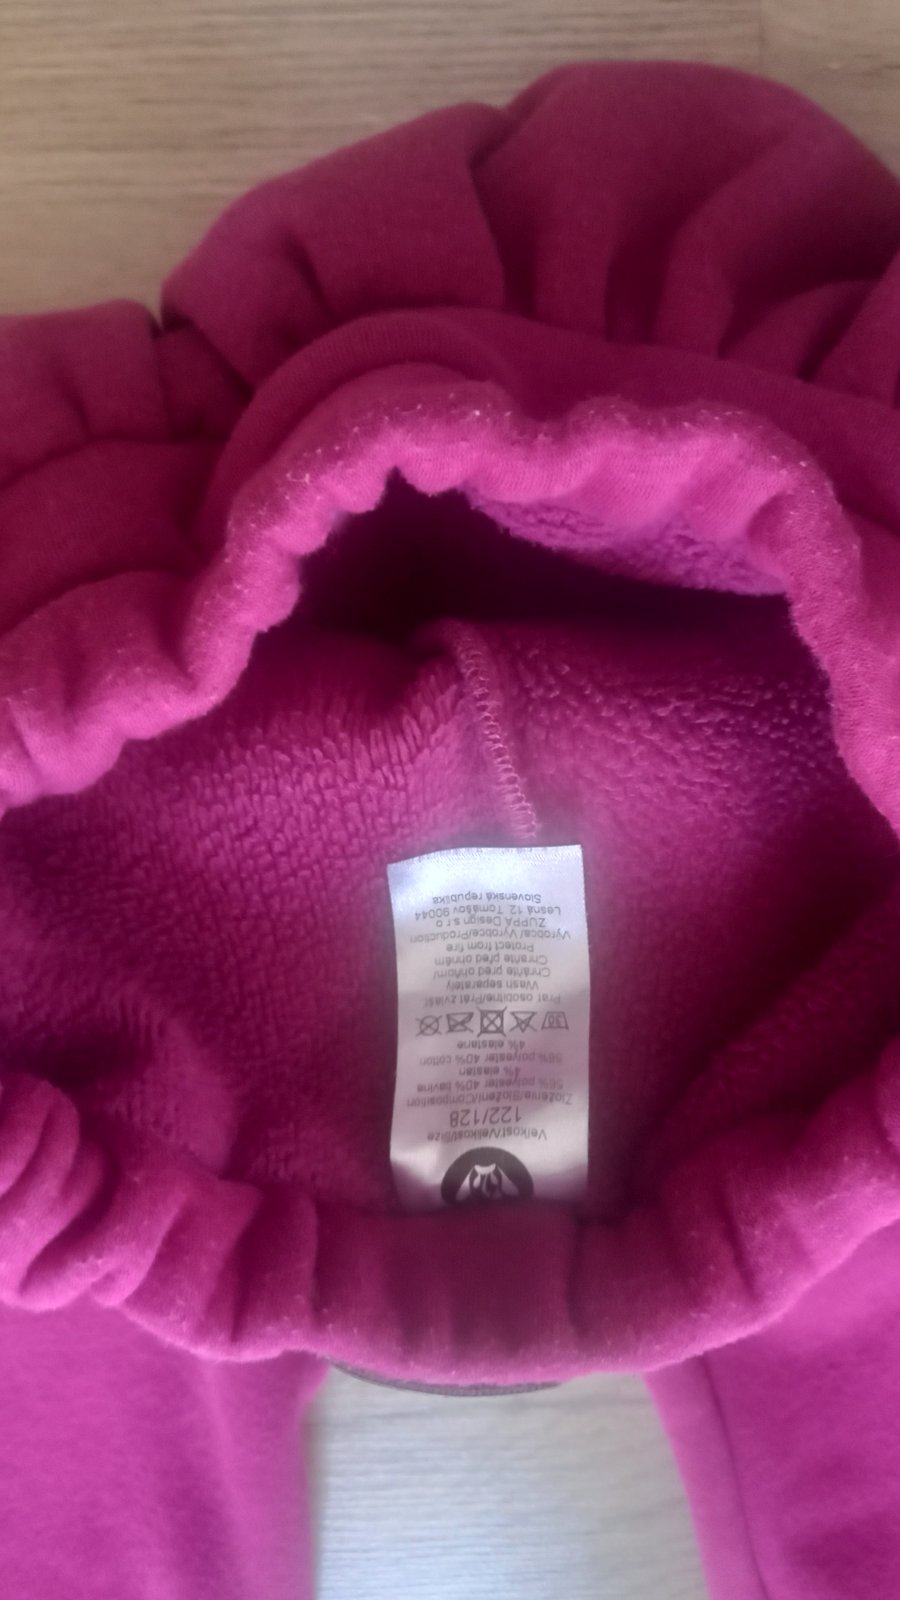 Veľkosť/Velikost/Size
122/128
Zloženie/Složení/Composition
56% polyester 40% bavlna
4% elastan
56% polyester 40% cotton
4% elastane
30
Prať osobitne/Prát zvlášť
Wash separately
Chráňte pred ohňom/
Chraňte před ohněm
Protect from fire
Výrobca/Výrobce/Production
ZUPPA Design s r o
Lesná 12, Tomášov 90044
Slovenská republika